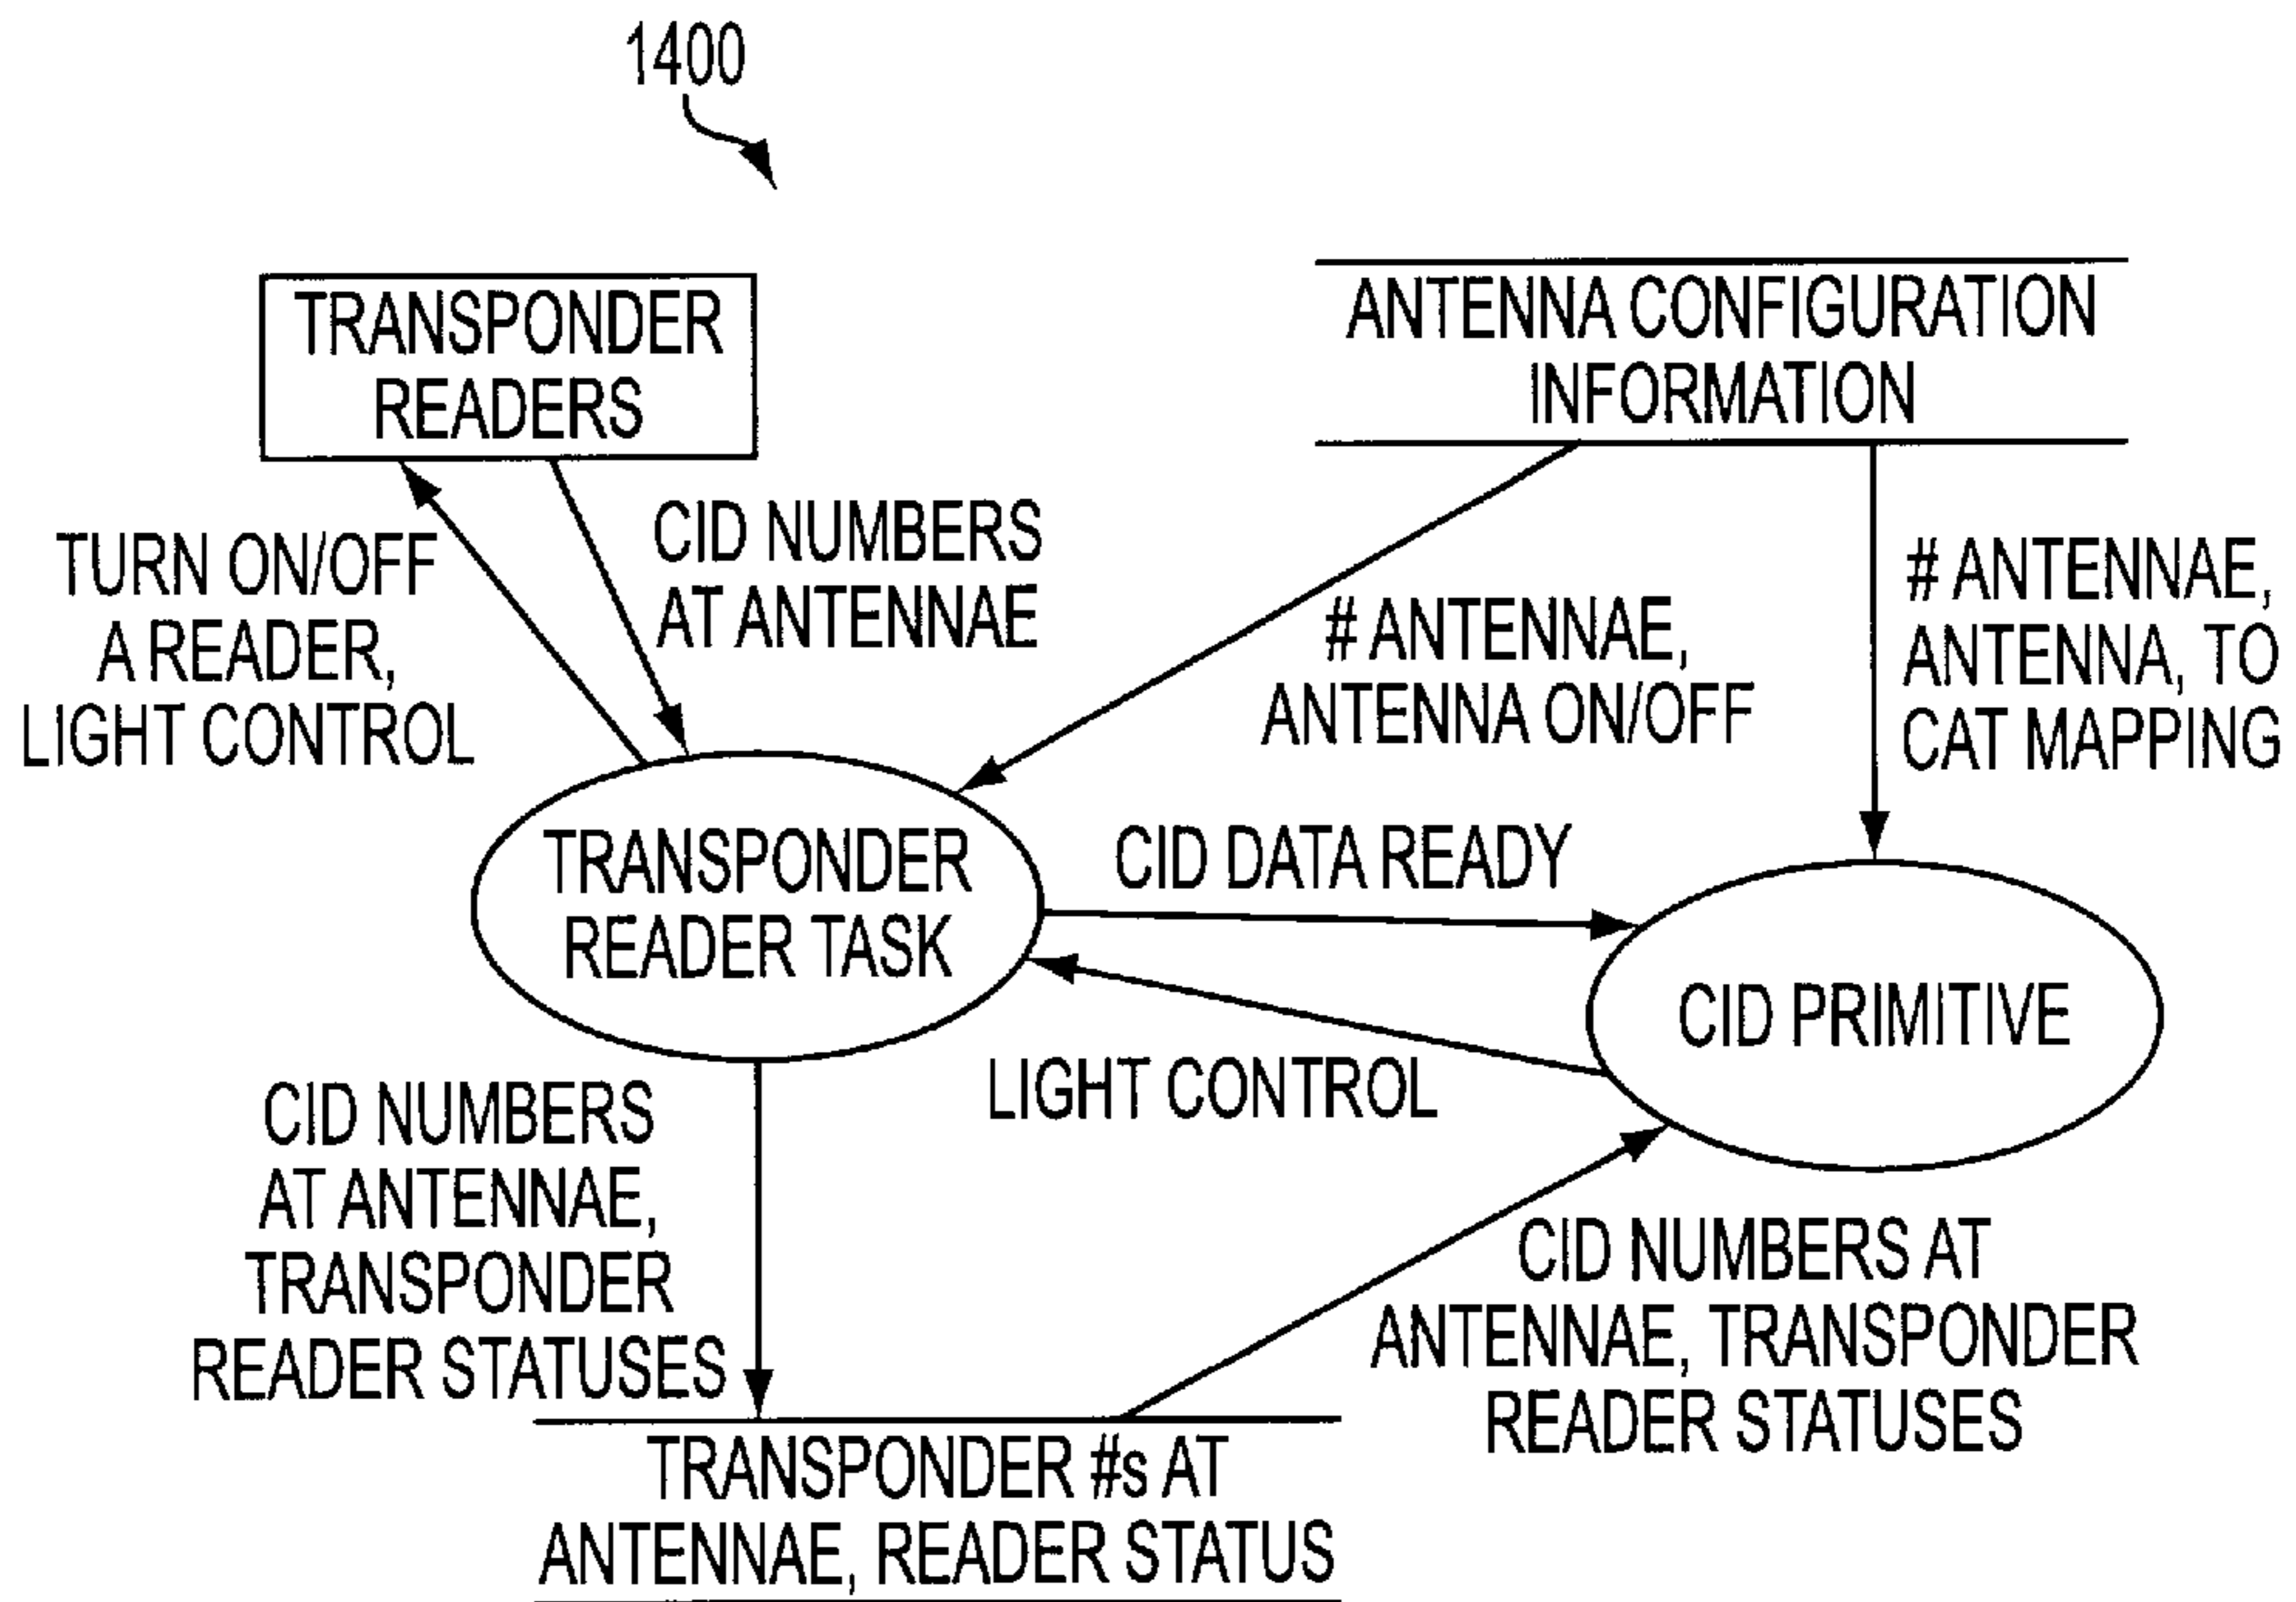 1400
TRANSPONDER
READERS
ANTENNA CONFIGURATION
INFORMATION
TURN ON/OFF
A READER,
LIGHT CONTROL
CID NUMBERS
AT ANTENNAE
# ANTENNAE,
ANTENNA ON/OFF
# ANTENNAE,
ANTENNA, TO
CAT MAPPING
TRANSPONDER
READER TASK
CID DATA READY
CID PRIMITIVE
LIGHT CONTROL
CID NUMBERS
AT ANTENNAE,
TRANSPONDER
READER STATUSES
CID NUMBERS AT
ANTENNAE, TRANSPONDER
READER STATUSES
TRANSPONDER #s AT
ANTENNAE, READER STATUS